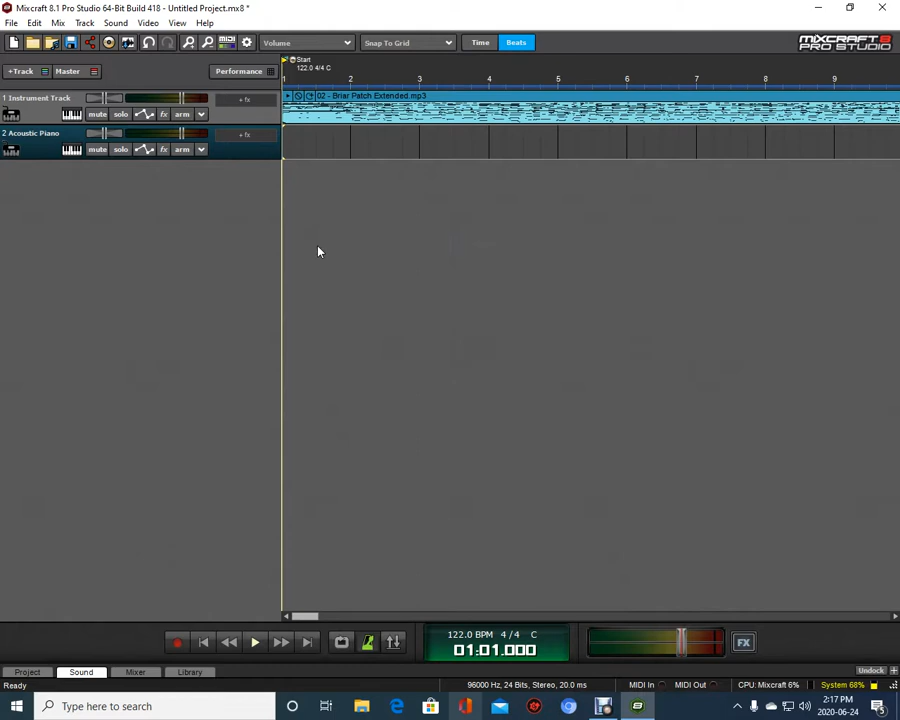 Mixcraft 8.1 Pro Studio 64-Bit Build 418 - Untitled Project.mx8 *
File Edit Mix Track Sound Video View Help
Volume Snap To Grid Time Beats MIXCRAFT 8 PRO STUDIO
+Track Master Performance
Start
122.0 4/4 C
1 2 3 4 5 6 7 8 9
1 Instrument Track + fx
02 - Briar Patch Extended.mp3
mute solo fx arm
2 Acoustic Piano + fx
mute solo fx arm
122.0 BPM 4/4 C
01:01.000
FX
Project Sound Mixer Library Undock
Ready 96000 Hz, 24 Bits, Stereo, 20.0 ms MIDI In MIDI Out CPU: Mixcraft 6% System 68%
Type here to search
2:17 PM
2020-06-24
5